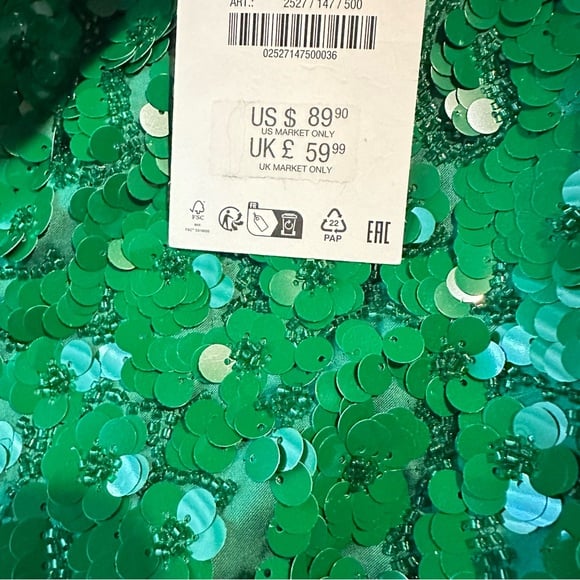 ART.: 2527 / 147 / 500
02527147500036
US $ 89.90
US MARKET ONLY
UK £ 59.99
UK MARKET ONLY
FSC
FR
22
PAP
EAC